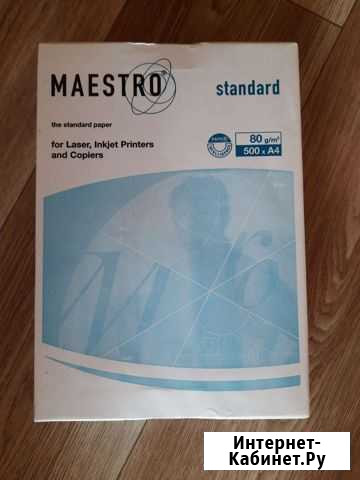 MAESTRO®
standard
the standard paper
for Laser, Inkjet Printers
and Copiers
80 g/m²
500 x A4
Интернет-
Кабинет.Ру